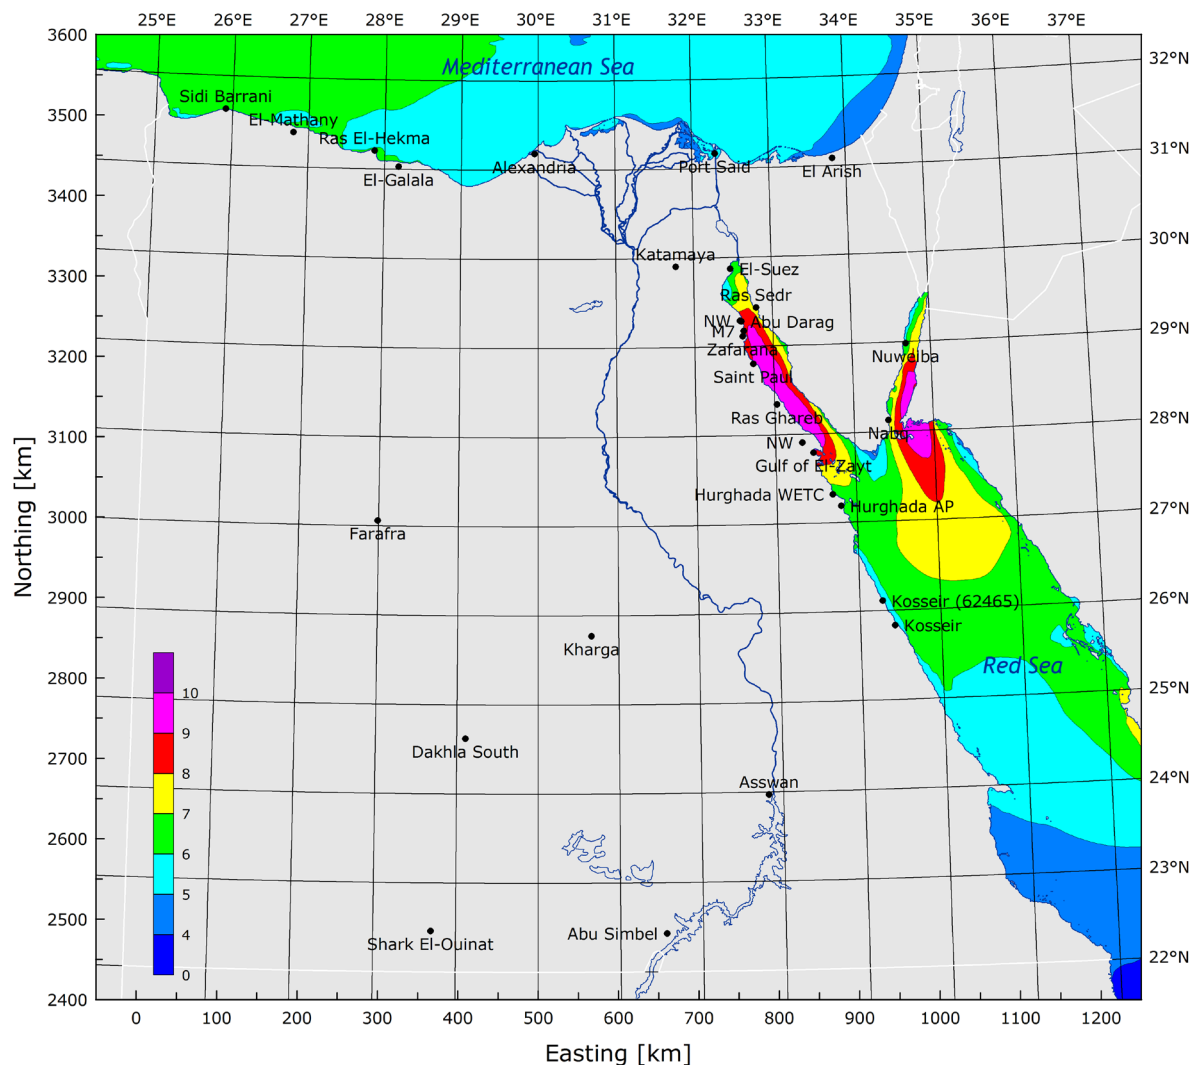 25°E 26°E 27°E 28°E 29°E 30°E 31°E 32°E 33°E 34°E 35°E 36°E 37°E
3600
32°N
Mediterranean Sea
Sidi Barrani
3500
El-Mathany
Ras El-Hekma
31°N
Alexandria
Port Said
El Arish
El-Galala
3400
30°N
Katamaya
3300
El-Suez
Ras Sedr
NW
Abu Darag
M7
29°N
Zafarana
Nuweiba
3200
Saint Paul
Ras Ghareb
28°N
Nabq
3100
NW
Gulf of El-Zayt
Hurghada WETC
Hurghada AP
27°N
3000
Farafra
Kosseir (62465)
26°N
2900
Kosseir
Kharga
Red Sea
2800
25°N
10
9
8
7
6
5
4
0
2700
Dakhla South
24°N
Asswan
2600
23°N
2500
Abu Simbel
Shark El-Ouinat
22°N
2400
0 100 200 300 400 500 600 700 800 900 1000 1100 1200
Easting [km]
Northing [km]